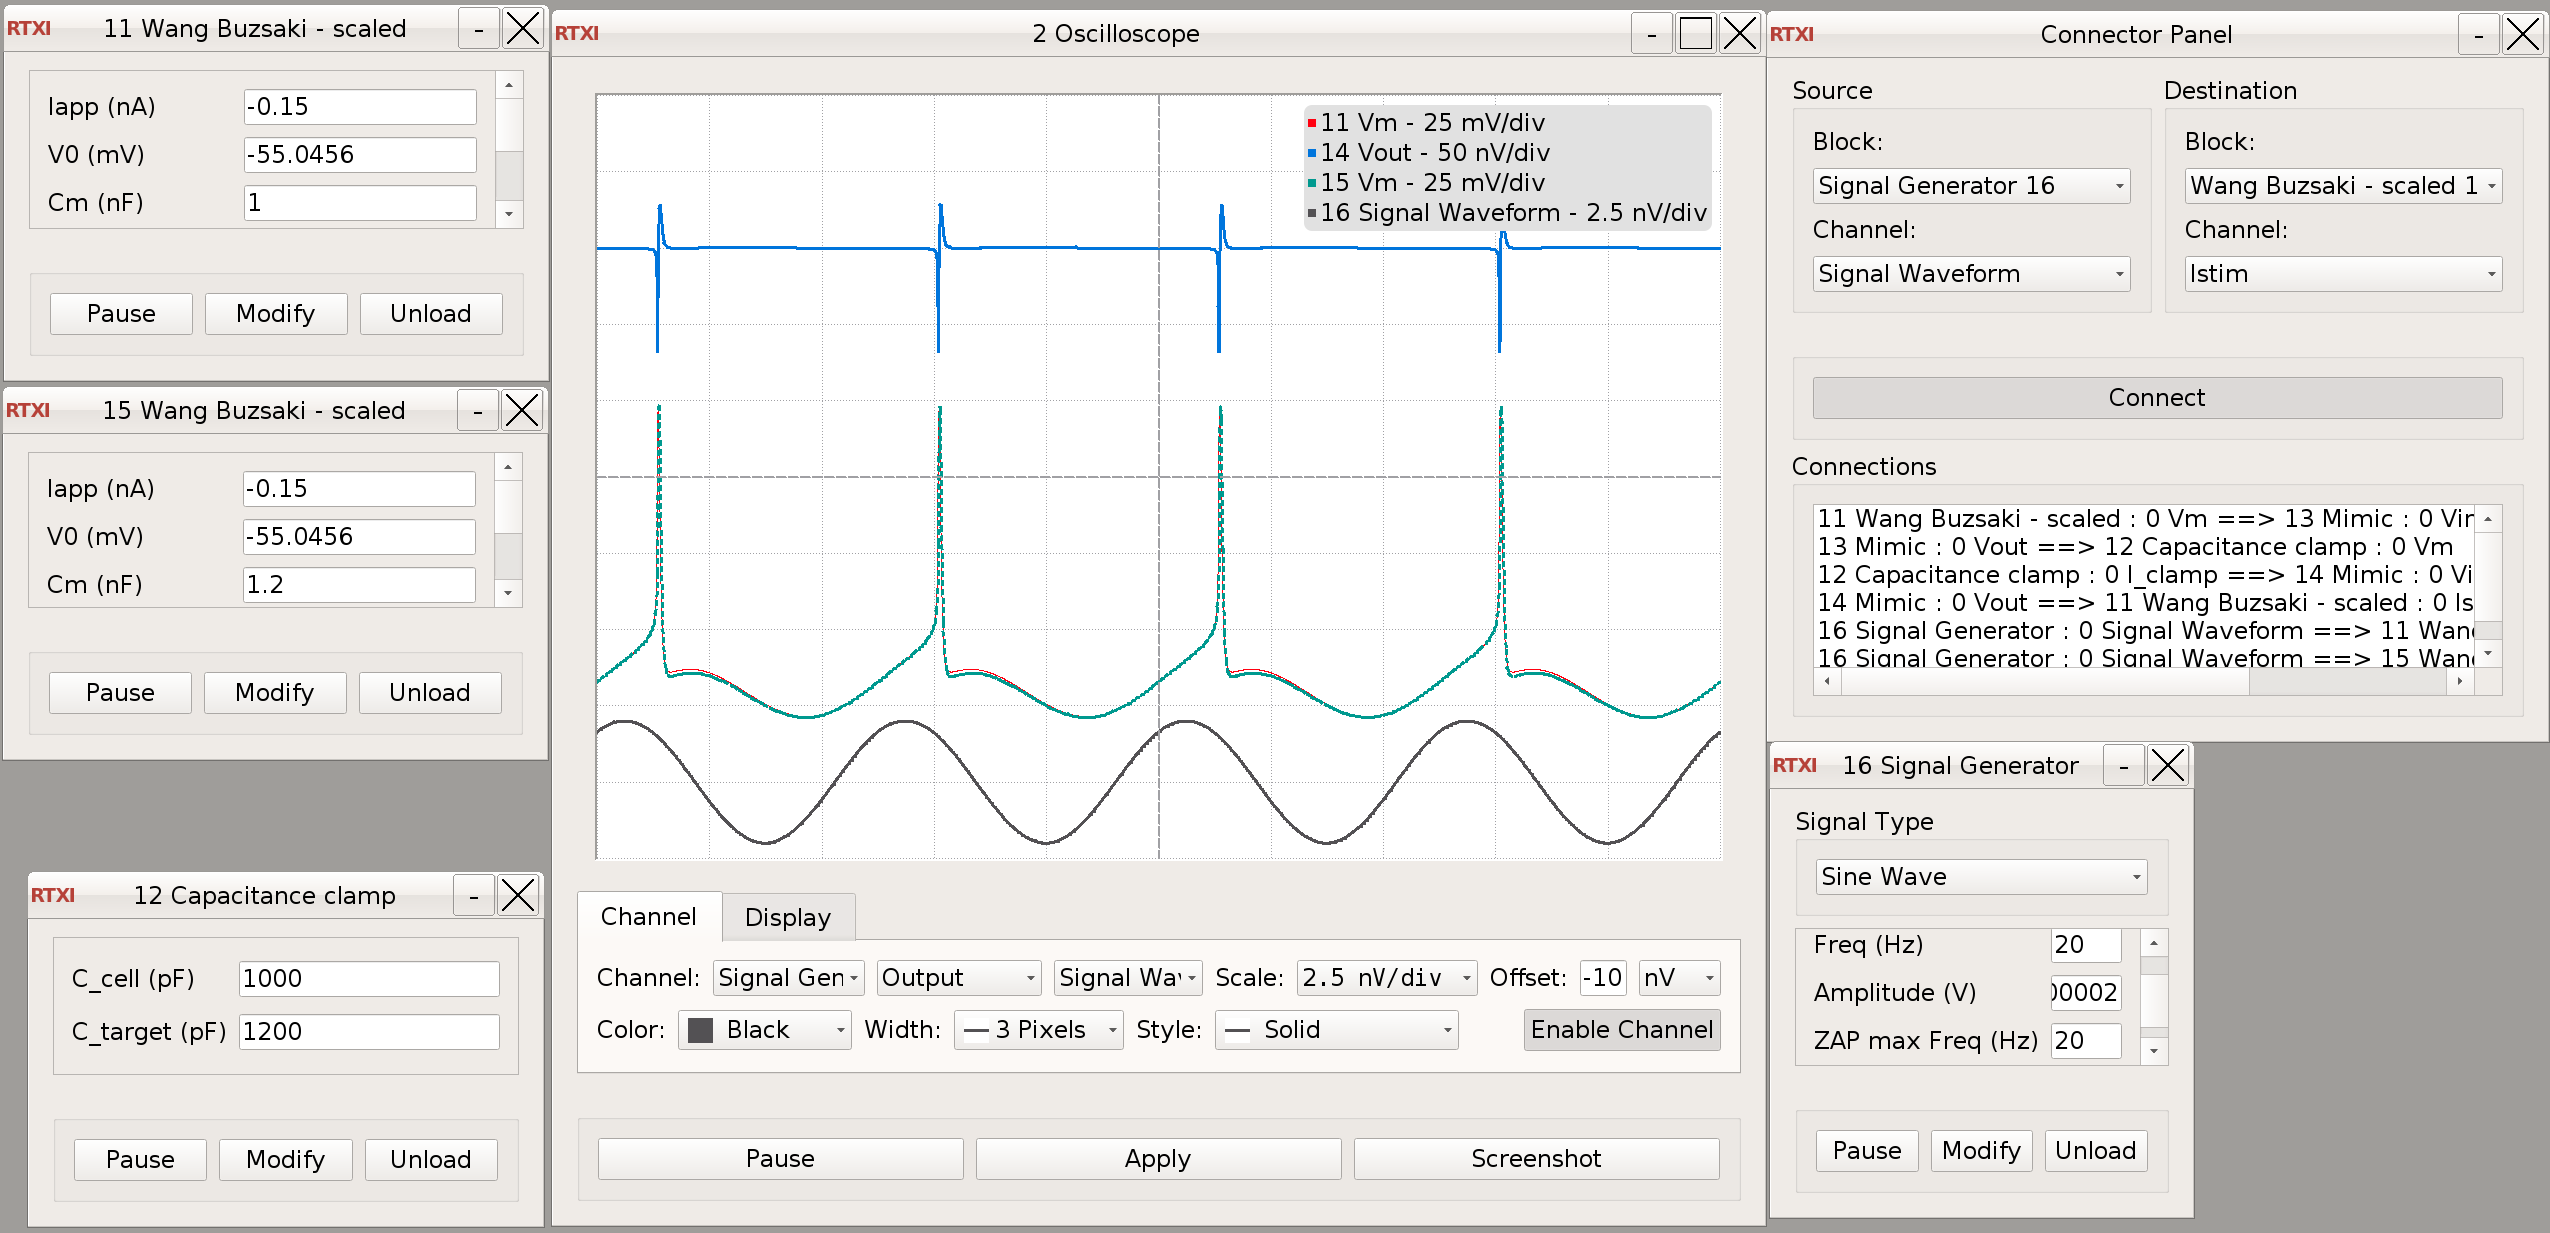 RTXI 11 Wang Buzsaki - scaled - 
Iapp (nA) -0.15
V0 (mV) -55.0456
Cm (nF) 1
Pause Modify Unload
RTXI 15 Wang Buzsaki - scaled -
Iapp (nA) -0.15
V0 (mV) -55.0456
Cm (nF) 1.2
Pause Modify Unload
RTXI 12 Capacitance clamp -
C_cell (pF) 1000
C_target (pF) 1200
Pause Modify Unload
RTXI 2 Oscilloscope -
11 Vm - 25 mV/div
14 Vout - 50 nV/div
15 Vm - 25 mV/div
16 Signal Waveform - 2.5 nV/div
Channel Display
Channel: Signal Gen Output Signal Wav Scale: 2.5 nV/div Offset: -10 nV
Color: Black Width: 3 Pixels Style: Solid Enable Channel
Pause Apply Screenshot
RTXI Connector Panel -
Source Destination
Block: Block:
Signal Generator 16 Wang Buzsaki - scaled 1
Channel: Channel:
Signal Waveform Istim
Connect
Connections
11 Wang Buzsaki - scaled : 0 Vm ==> 13 Mimic : 0 Vin
13 Mimic : 0 Vout ==> 12 Capacitance clamp : 0 Vm
12 Capacitance clamp : 0 I_clamp ==> 14 Mimic : 0 Vi
14 Mimic : 0 Vout ==> 11 Wang Buzsaki - scaled : 0 Is
16 Signal Generator : 0 Signal Waveform ==> 11 Wang
16 Signal Generator : 0 Signal Waveform ==> 15 Wang
RTXI 16 Signal Generator -
Signal Type
Sine Wave
Freq (Hz) 20
Amplitude (V) 00002
ZAP max Freq (Hz) 20
Pause Modify Unload